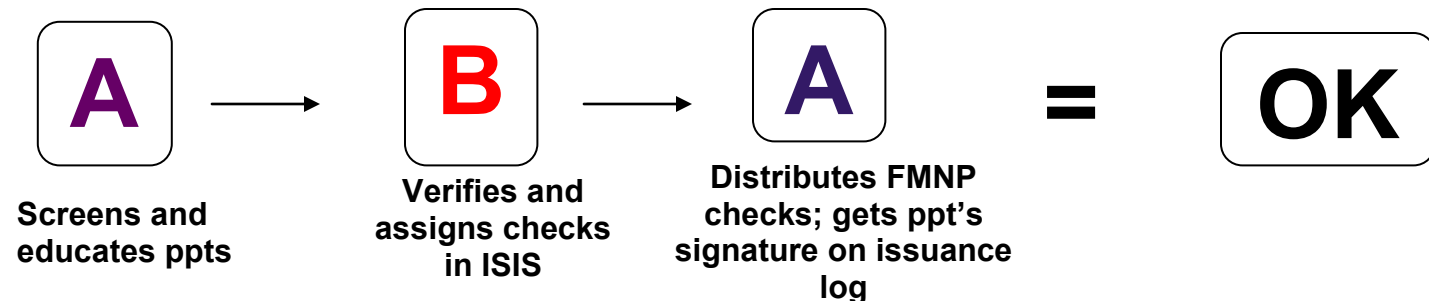 A
Screens and
educates ppts
B
Verifies and
assigns checks
in ISIS
A
Distributes FMNP
checks; gets ppt’s
signature on issuance
log
=
OK